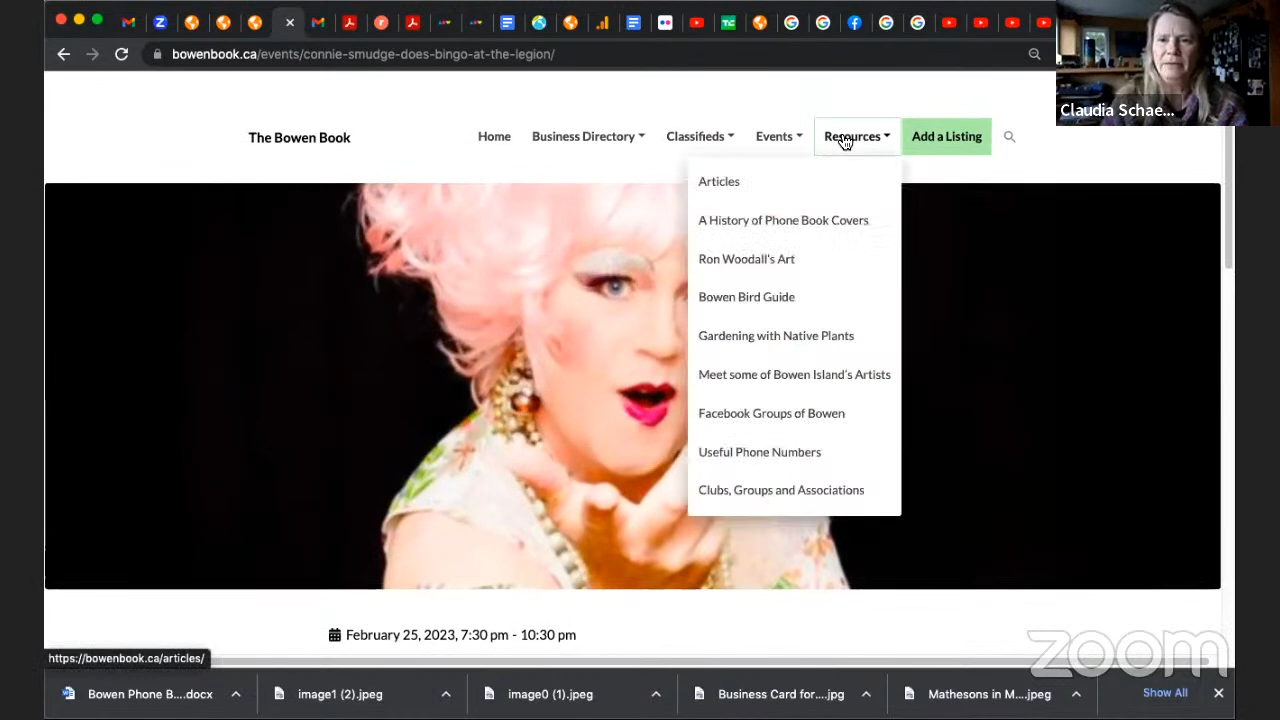 bowenbook.ca/events/connie-smudge-does-bingo-at-the-legion/
Claudia Schae...
The Bowen Book
Home
Business Directory
Classifieds
Events
Resources
Add a Listing
Articles
A History of Phone Book Covers
Ron Woodall's Art
Bowen Bird Guide
Gardening with Native Plants
Meet some of Bowen Island's Artists
Facebook Groups of Bowen
Useful Phone Numbers
Clubs, Groups and Associations
February 25, 2023, 7:30 pm - 10:30 pm
https://bowenbook.ca/articles/
zoom
Bowen Phone B....docx
image1 (2).jpeg
image0 (1).jpeg
Business Card for....jpg
Mathesons in M....jpeg
Show All